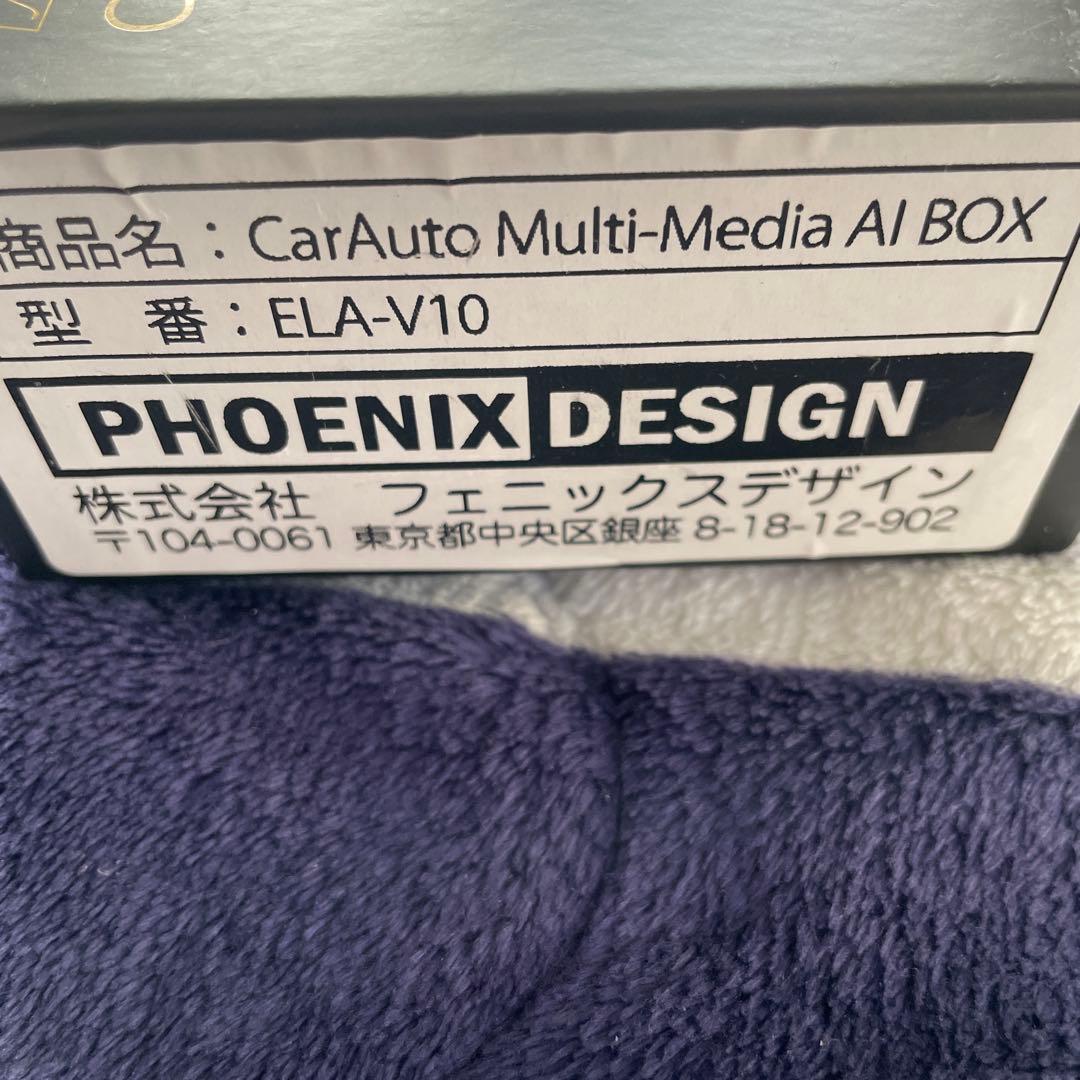 商品名：CarAuto Multi-Media AI BOX
型　番：ELA-V10
PHOENIX DESIGN
株式会社　フェニックスデザイン
〒104-0061 東京都中央区銀座 8-18-12-902